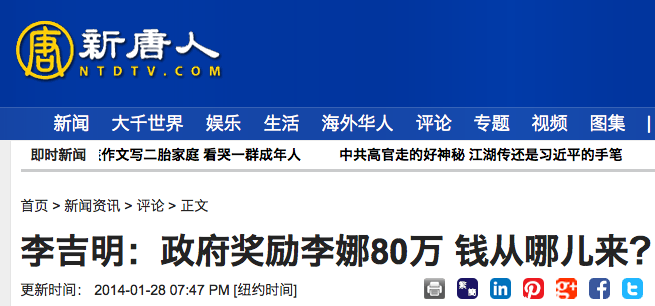 唐 新唐人
NTDTV.COM
新闻 大千世界 娱乐 生活 海外华人 评论 专题 视频 图集 |
即时新闻 作文写二胎家庭 看哭一群成年人 中共高官走的好神秘 江湖传还是习近平的手笔
首页 > 新闻资讯 > 评论 > 正文
李吉明：政府奖励李娜80万 钱从哪儿来？
更新时间： 2014-01-28 07:47 PM [纽约时间]
繁簡